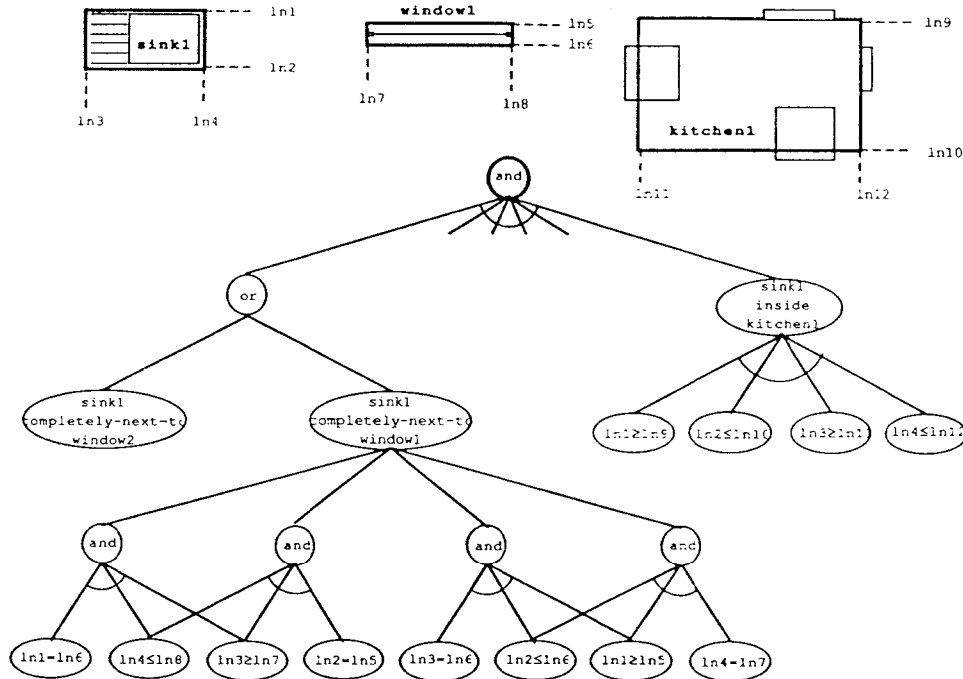 ln1
sink1
ln2
ln3
ln4
window1
ln5
ln6
ln7
ln8
ln9
kitchen1
ln10
ln11
ln12
and
or
sink1
inside
kitchen1
sink1
completely-next-to
window2
sink1
completely-next-to
window1
ln1≥ln9
ln2≤ln10
ln3≥ln11
ln4≤ln12
and
and
and
and
ln1=ln6
ln4≤ln8
ln3≥ln7
ln2=ln5
ln3=ln6
ln2≤ln6
ln1≥ln5
ln4=ln7